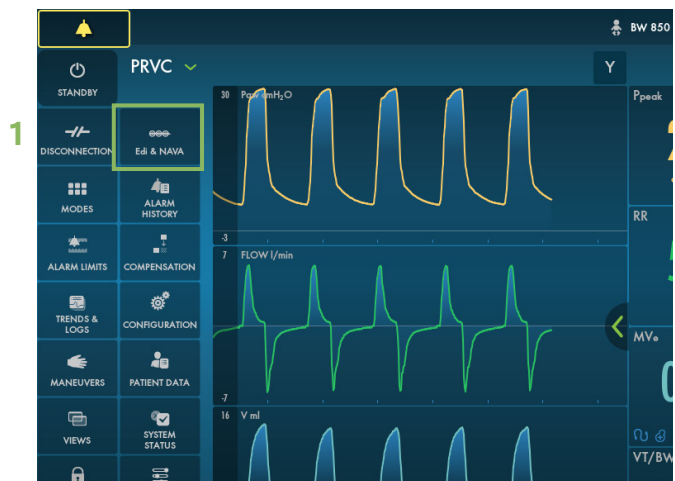 BW 850
PRVC
Y
STANDBY
1
DISCONNECTION
Edi & NAVA
MODES
ALARM
HISTORY
ALARM LIMITS
COMPENSATION
TRENDS &
LOGS
CONFIGURATION
MANEUVERS
PATIENT DATA
VIEWS
SYSTEM
STATUS
30 Paw cmH₂O
-3
7 FLOW l/min
-7
16 V ml
Ppeak
RR
MVe
VT/BW